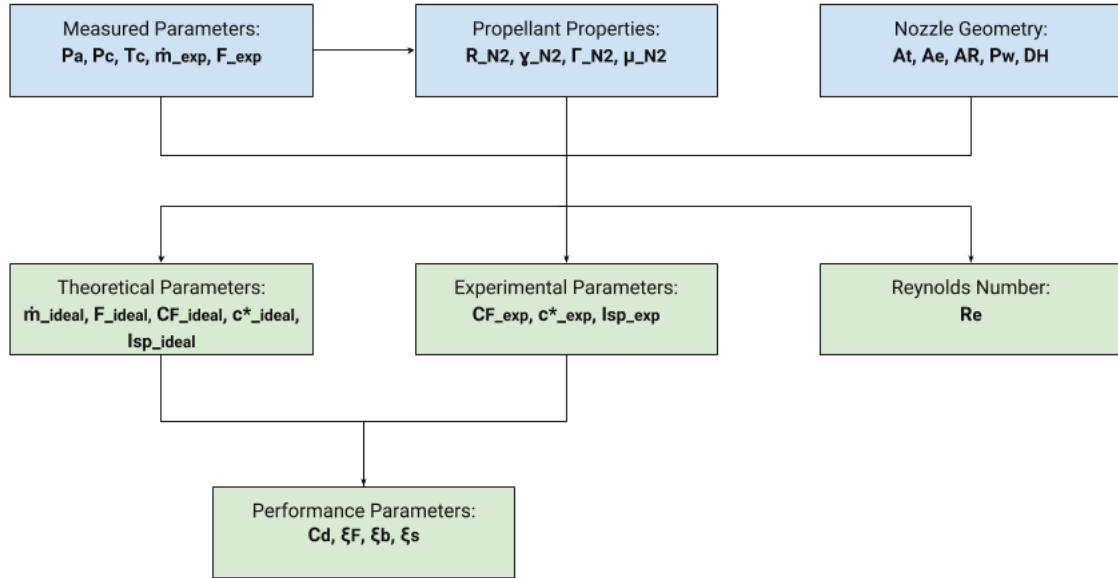 Measured Parameters:
Pa, Pc, Tc, ṁ_exp, F_exp
Propellant Properties:
R_N2, ɣ_N2, Γ_N2, μ_N2
Nozzle Geometry:
At, Ae, AR, Pw, DH
Theoretical Parameters:
ṁ_ideal, F_ideal, CF_ideal, c*_ideal,
Isp_ideal
Experimental Parameters:
CF_exp, c*_exp, Isp_exp
Reynolds Number:
Re
Performance Parameters:
Cd, ξF, ξb, ξs